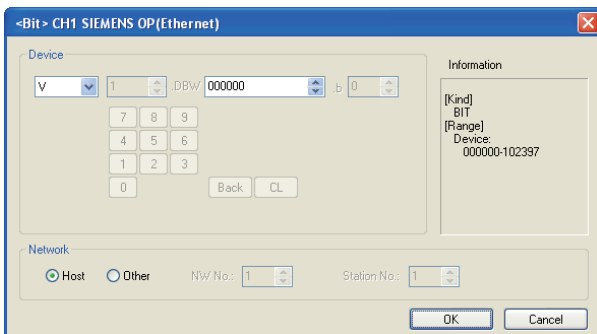 <Bit> CH1 SIEMENS OP(Ethernet)
Device
V 1 .DBW 000000 .b 0
7 8 9
4 5 6
1 2 3
0 Back CL
Information
[Kind]
BIT
[Range]
Device:
000000-102397
Network
Host Other NW No.: 1 Station No.: 1
OK Cancel